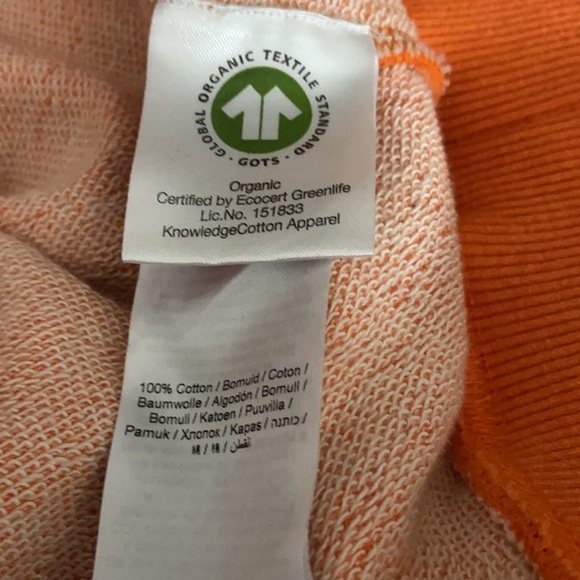 GLOBAL ORGANIC TEXTILE STANDARD · GOTS ·
Organic
Certified by Ecocert Greenlife
Lic.No. 151833
KnowledgeCotton Apparel
100% Cotton / Bomuld / Coton /
Baumwolle / Algodón / Bomull /
Bomuli / Katoen / Puuvilla /
Pamuk / Хлопок / Kapas / כותנה /
綿 / 棉 / قطن